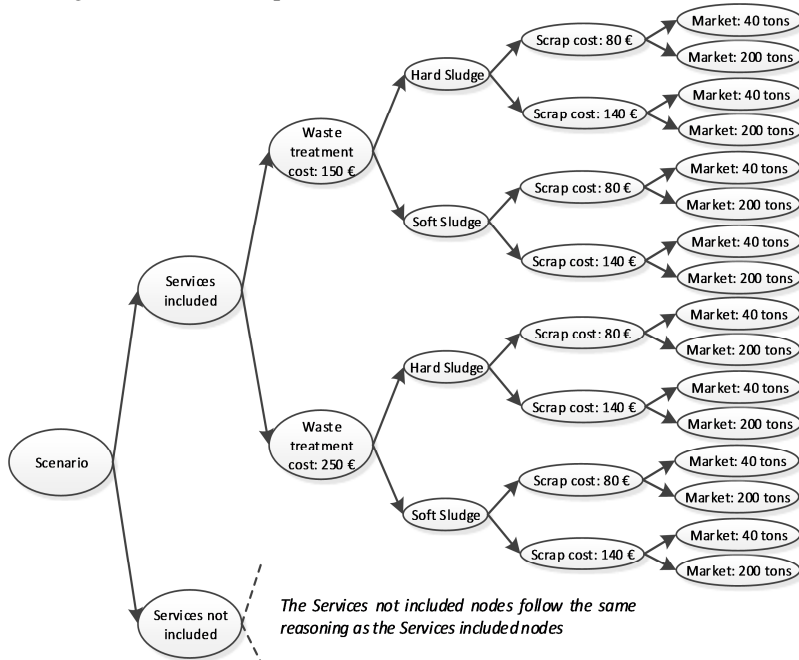 Market: 40 tons
Scrap cost: 80 €
Market: 200 tons
Hard Sludge
Market: 40 tons
Scrap cost: 140 €
Market: 200 tons
Waste
treatment
cost: 150 €
Market: 40 tons
Scrap cost: 80 €
Market: 200 tons
Soft Sludge
Market: 40 tons
Scrap cost: 140 €
Market: 200 tons
Services
included
Market: 40 tons
Scrap cost: 80 €
Market: 200 tons
Hard Sludge
Market: 40 tons
Scrap cost: 140 €
Market: 200 tons
Waste
treatment
cost: 250 €
Scenario
Market: 40 tons
Scrap cost: 80 €
Market: 200 tons
Soft Sludge
Market: 40 tons
Scrap cost: 140 €
Market: 200 tons
Services not
included
The Services not included nodes follow the same
reasoning as the Services included nodes